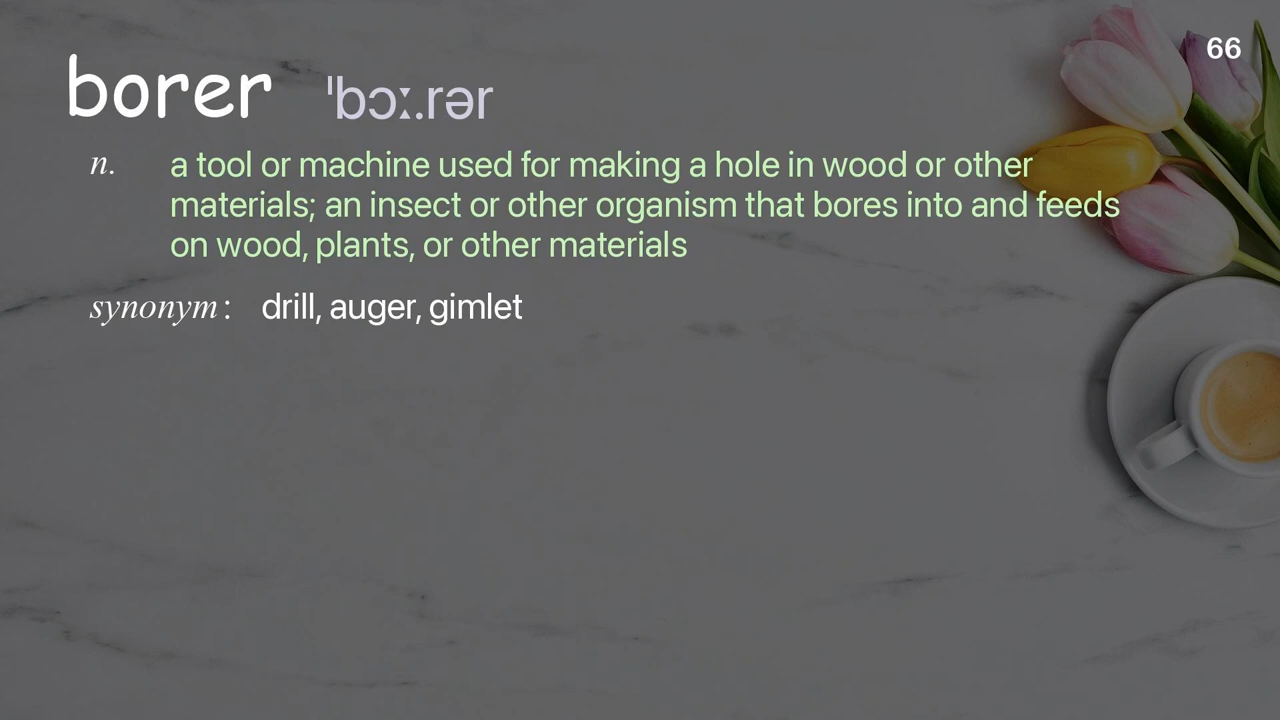 66
borer ˈbɔː.rər
n. a tool or machine used for making a hole in wood or other
materials; an insect or other organism that bores into and feeds
on wood, plants, or other materials
synonym: drill, auger, gimlet